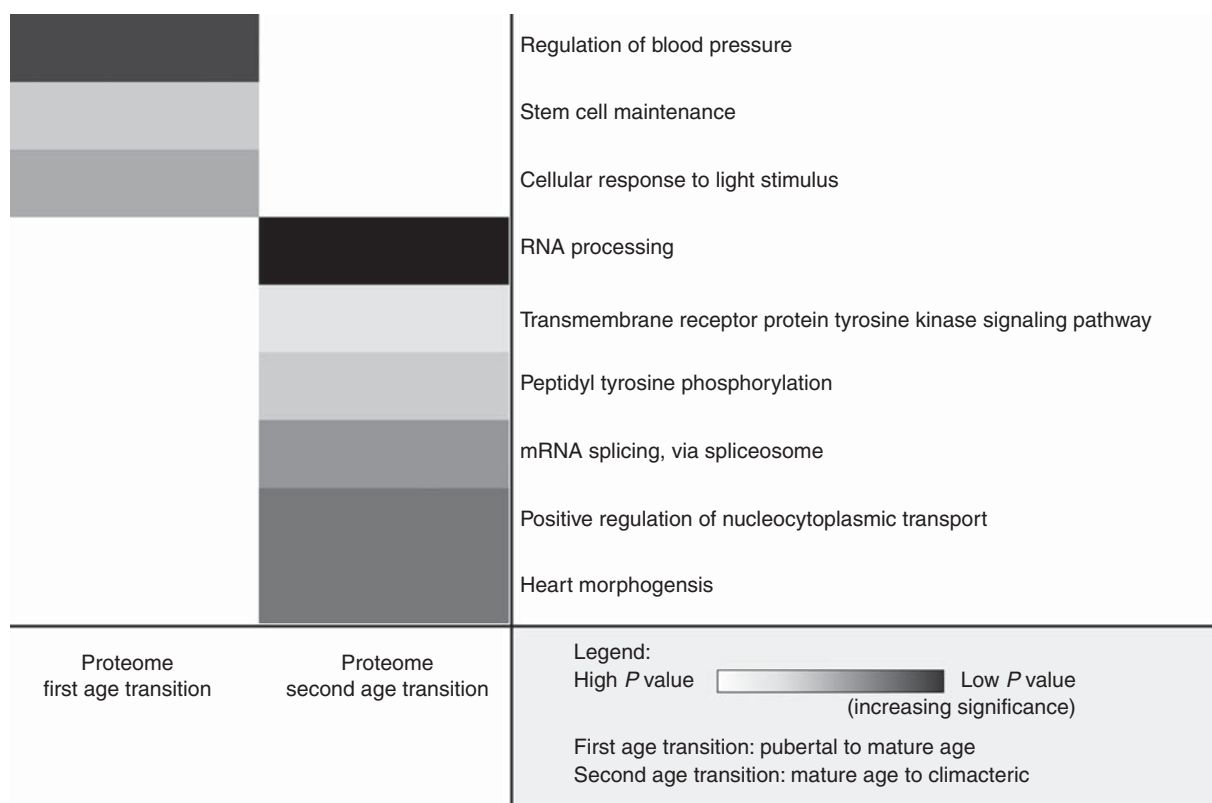 Regulation of blood pressure
Stem cell maintenance
Cellular response to light stimulus
RNA processing
Transmembrane receptor protein tyrosine kinase signaling pathway
Peptidyl tyrosine phosphorylation
mRNA splicing, via spliceosome
Positive regulation of nucleocytoplasmic transport
Heart morphogensis
Proteome
first age transition
Proteome
second age transition
Legend:
High P value
Low P value
(increasing significance)
First age transition: pubertal to mature age
Second age transition: mature age to climacteric